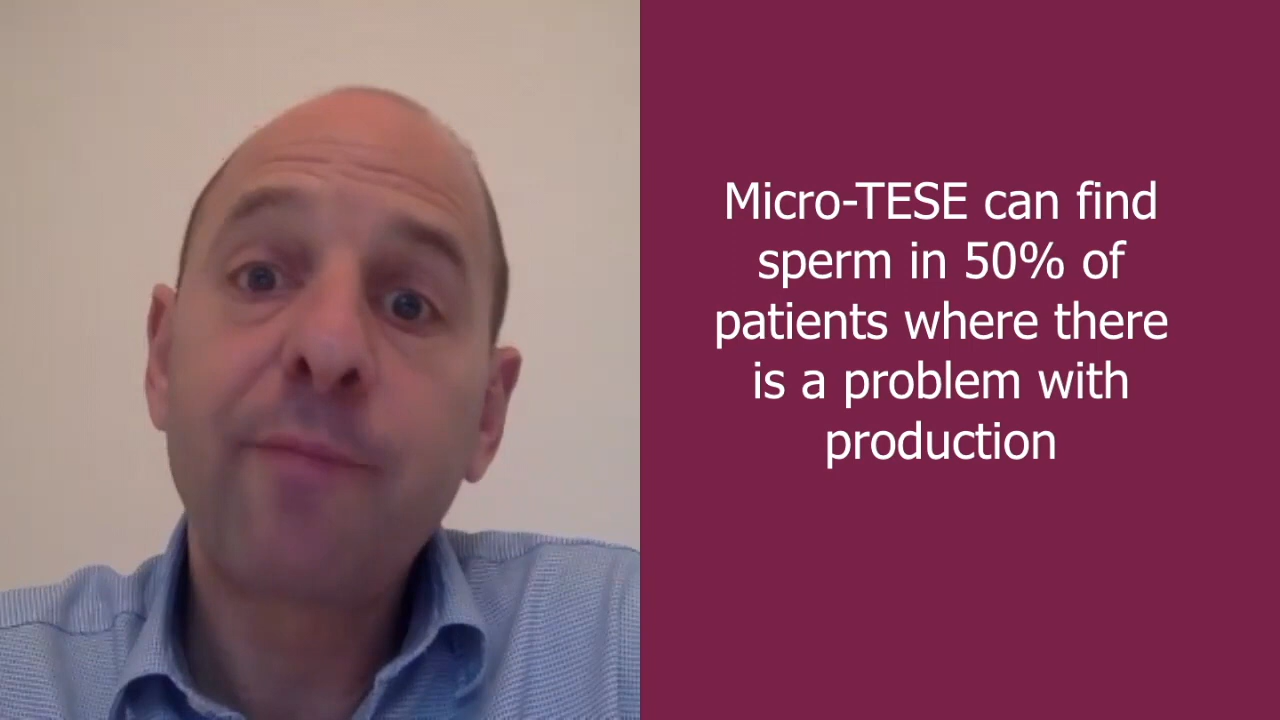 Micro-TESE can find
sperm in 50% of
patients where there
is a problem with
production